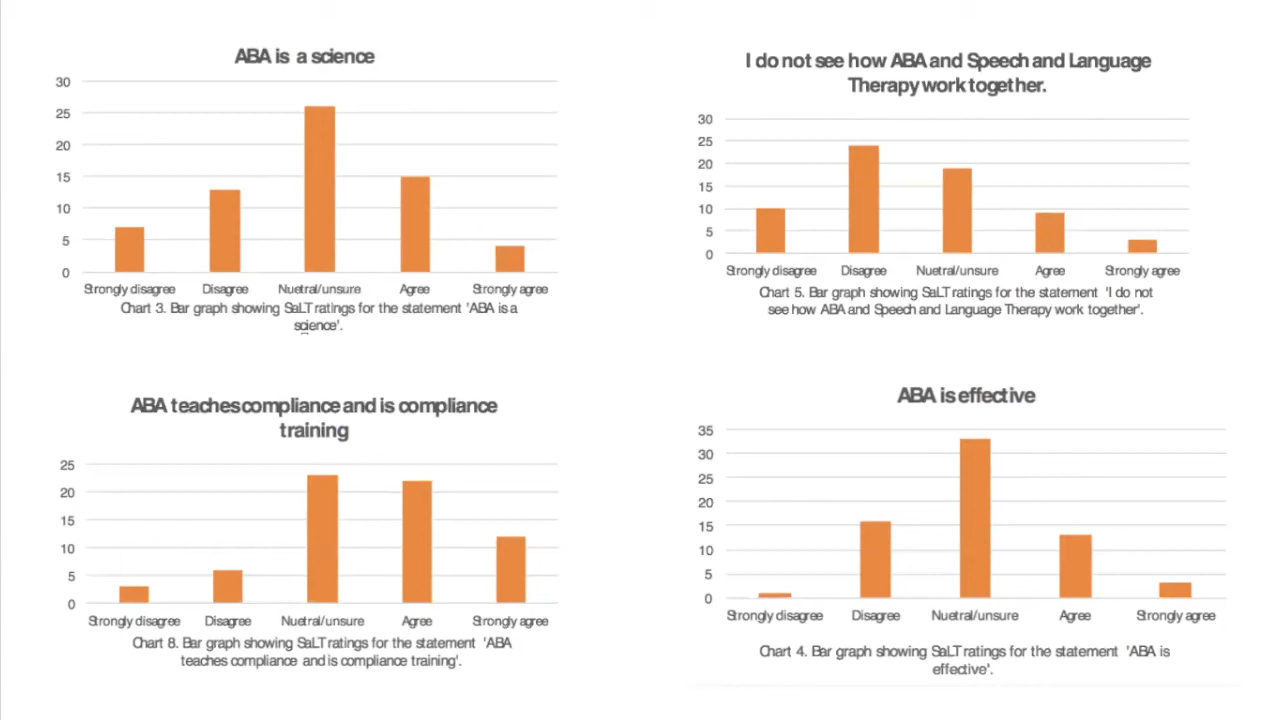 ABA is a science
30
25
20
15
10
5
0
Strongly disagree Disagree Nuetral/unsure Agree Strongly agree
Chart 3. Bar graph showing SaLT ratings for the statement 'ABA is a
science'.
I do not see how ABA and Speech and Language
Therapy work together.
30
25
20
15
10
5
0
Strongly disagree Disagree Nuetral/unsure Agree Strongly agree
Chart 5. Bar graph showing SaLT ratings for the statement 'I do not
see how ABA and Speech and Language Therapy work together'.
ABA teaches compliance and is compliance
training
25
20
15
10
5
0
Strongly disagree Disagree Nuetral/unsure Agree Strongly agree
Chart 8. Bar graph showing SaLT ratings for the statement 'ABA
teaches compliance and is compliance training'.
ABA is effective
35
30
25
20
15
10
5
0
Strongly disagree Disagree Nuetral/unsure Agree Strongly agree
Chart 4. Bar graph showing SaLT ratings for the statement 'ABA is
effective'.